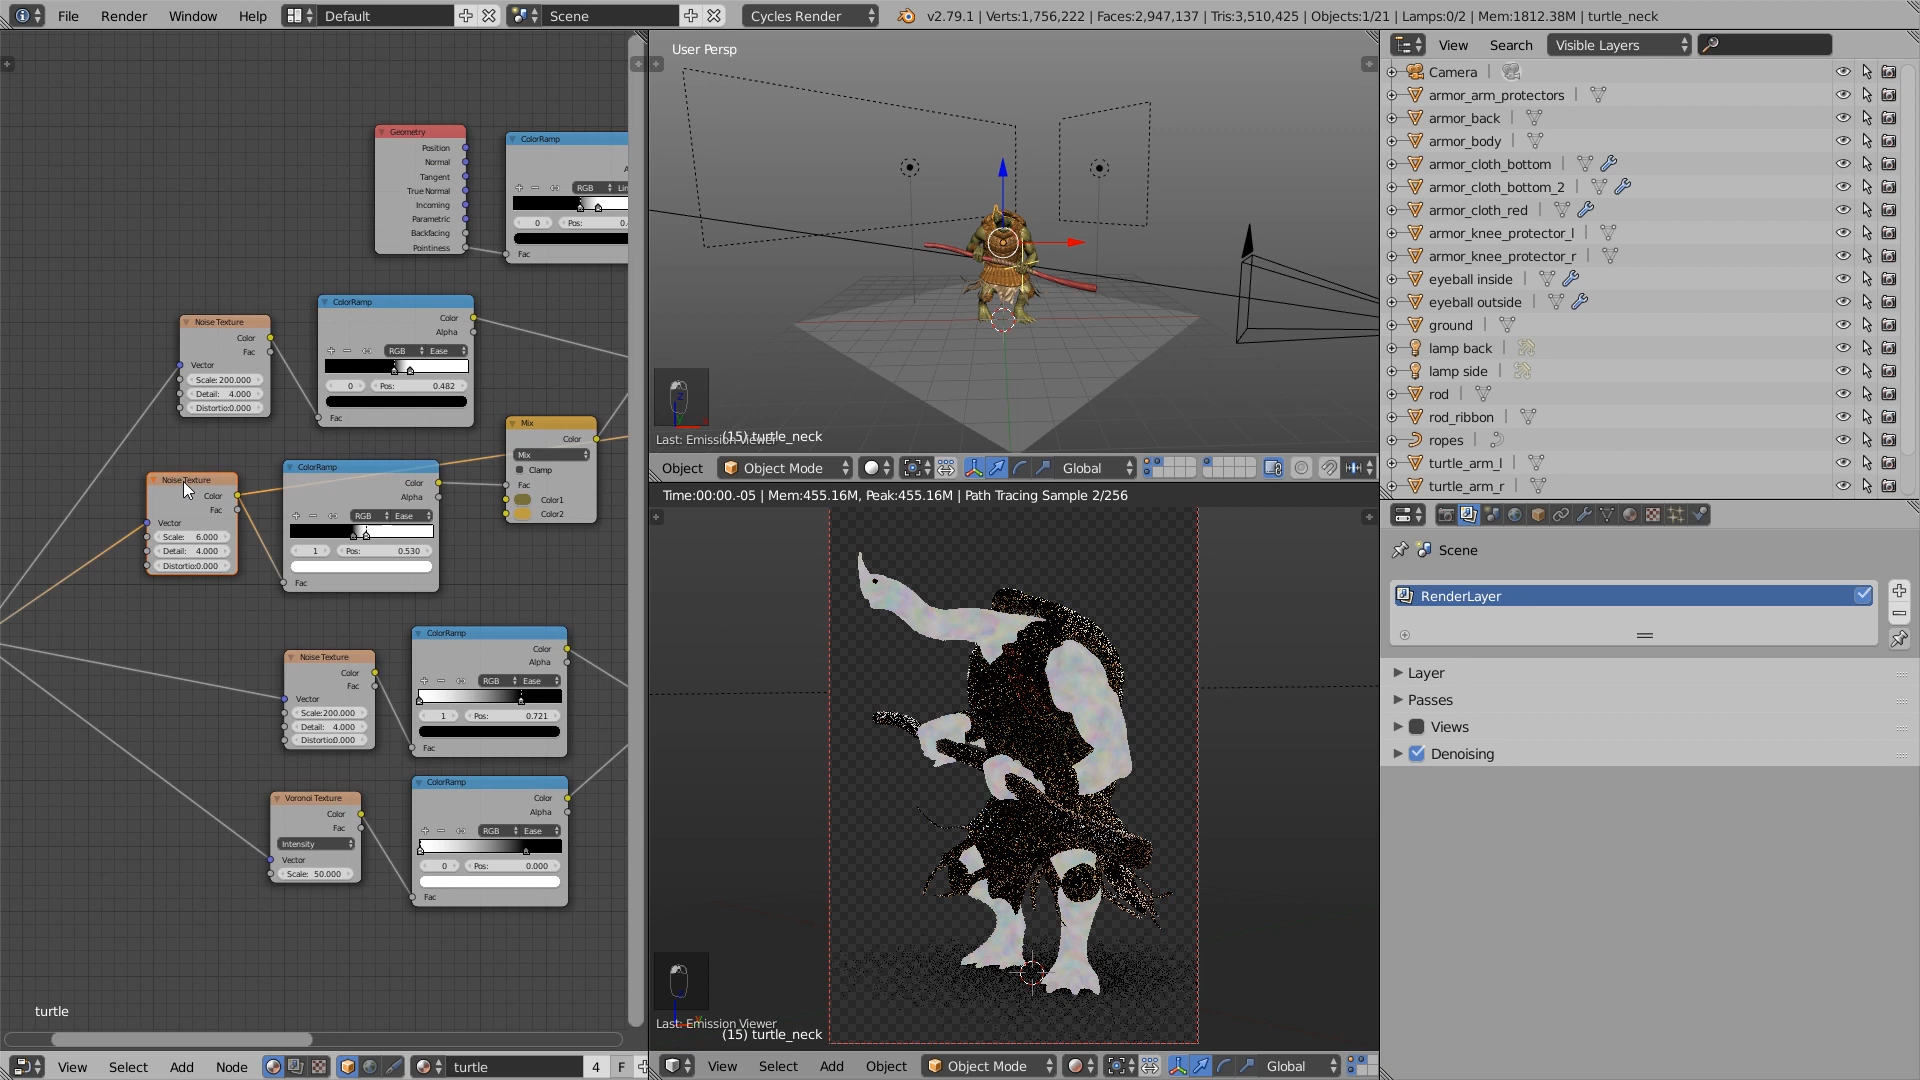 File Render Window Help Default Scene Cycles Render v2.79.1 | Verts:1,756,222 | Faces:2,947,137 | Tris:3,510,425 | Objects:1/21 | Lamps:0/2 | Mem:1812.38M | turtle_neck
Geometry
Position
Normal
Tangent
True Normal
Incoming
Parametric
Backfacing
Pointiness
ColorRamp
RGB
0 Pos:
Fac
Noise Texture
Color
Fac
Vector
Scale: 200.000
Detail: 4.000
Distortio:0.000
ColorRamp
Color
Alpha
RGB Ease
0 Pos: 0.482
Fac
Mix
Color
Mix
Clamp
Fac
Color1
Color2
Noise Texture
Color
Fac
Vector
Scale: 6.000
Detail: 4.000
Distortio:0.000
ColorRamp
Color
Alpha
RGB Ease
1 Pos: 0.530
Fac
Noise Texture
Color
Fac
Vector
Scale:200.000
Detail: 4.000
Distortio:0.000
ColorRamp
Color
Alpha
RGB Ease
1 Pos: 0.721
Fac
Voronoi Texture
Color
Fac
Intensity
Vector
Scale: 50.000
ColorRamp
Color
Alpha
RGB Ease
0 Pos: 0.000
Fac
turtle
View Select Add Node turtle 4 F
User Persp
Last: Emission Viewer
(15) turtle_neck
Object Object Mode Global
Time:00:00.-05 | Mem:455.16M, Peak:455.16M | Path Tracing Sample 2/256
Last: Emission Viewer
(15) turtle_neck
View Select Add Object Object Mode Global
View Search Visible Layers
Camera
armor_arm_protectors
armor_back
armor_body
armor_cloth_bottom
armor_cloth_bottom_2
armor_cloth_red
armor_knee_protector_l
armor_knee_protector_r
eyeball inside
eyeball outside
ground
lamp back
lamp side
rod
rod_ribbon
ropes
turtle_arm_l
turtle_arm_r
Scene
RenderLayer
Layer
Passes
Views
Denoising